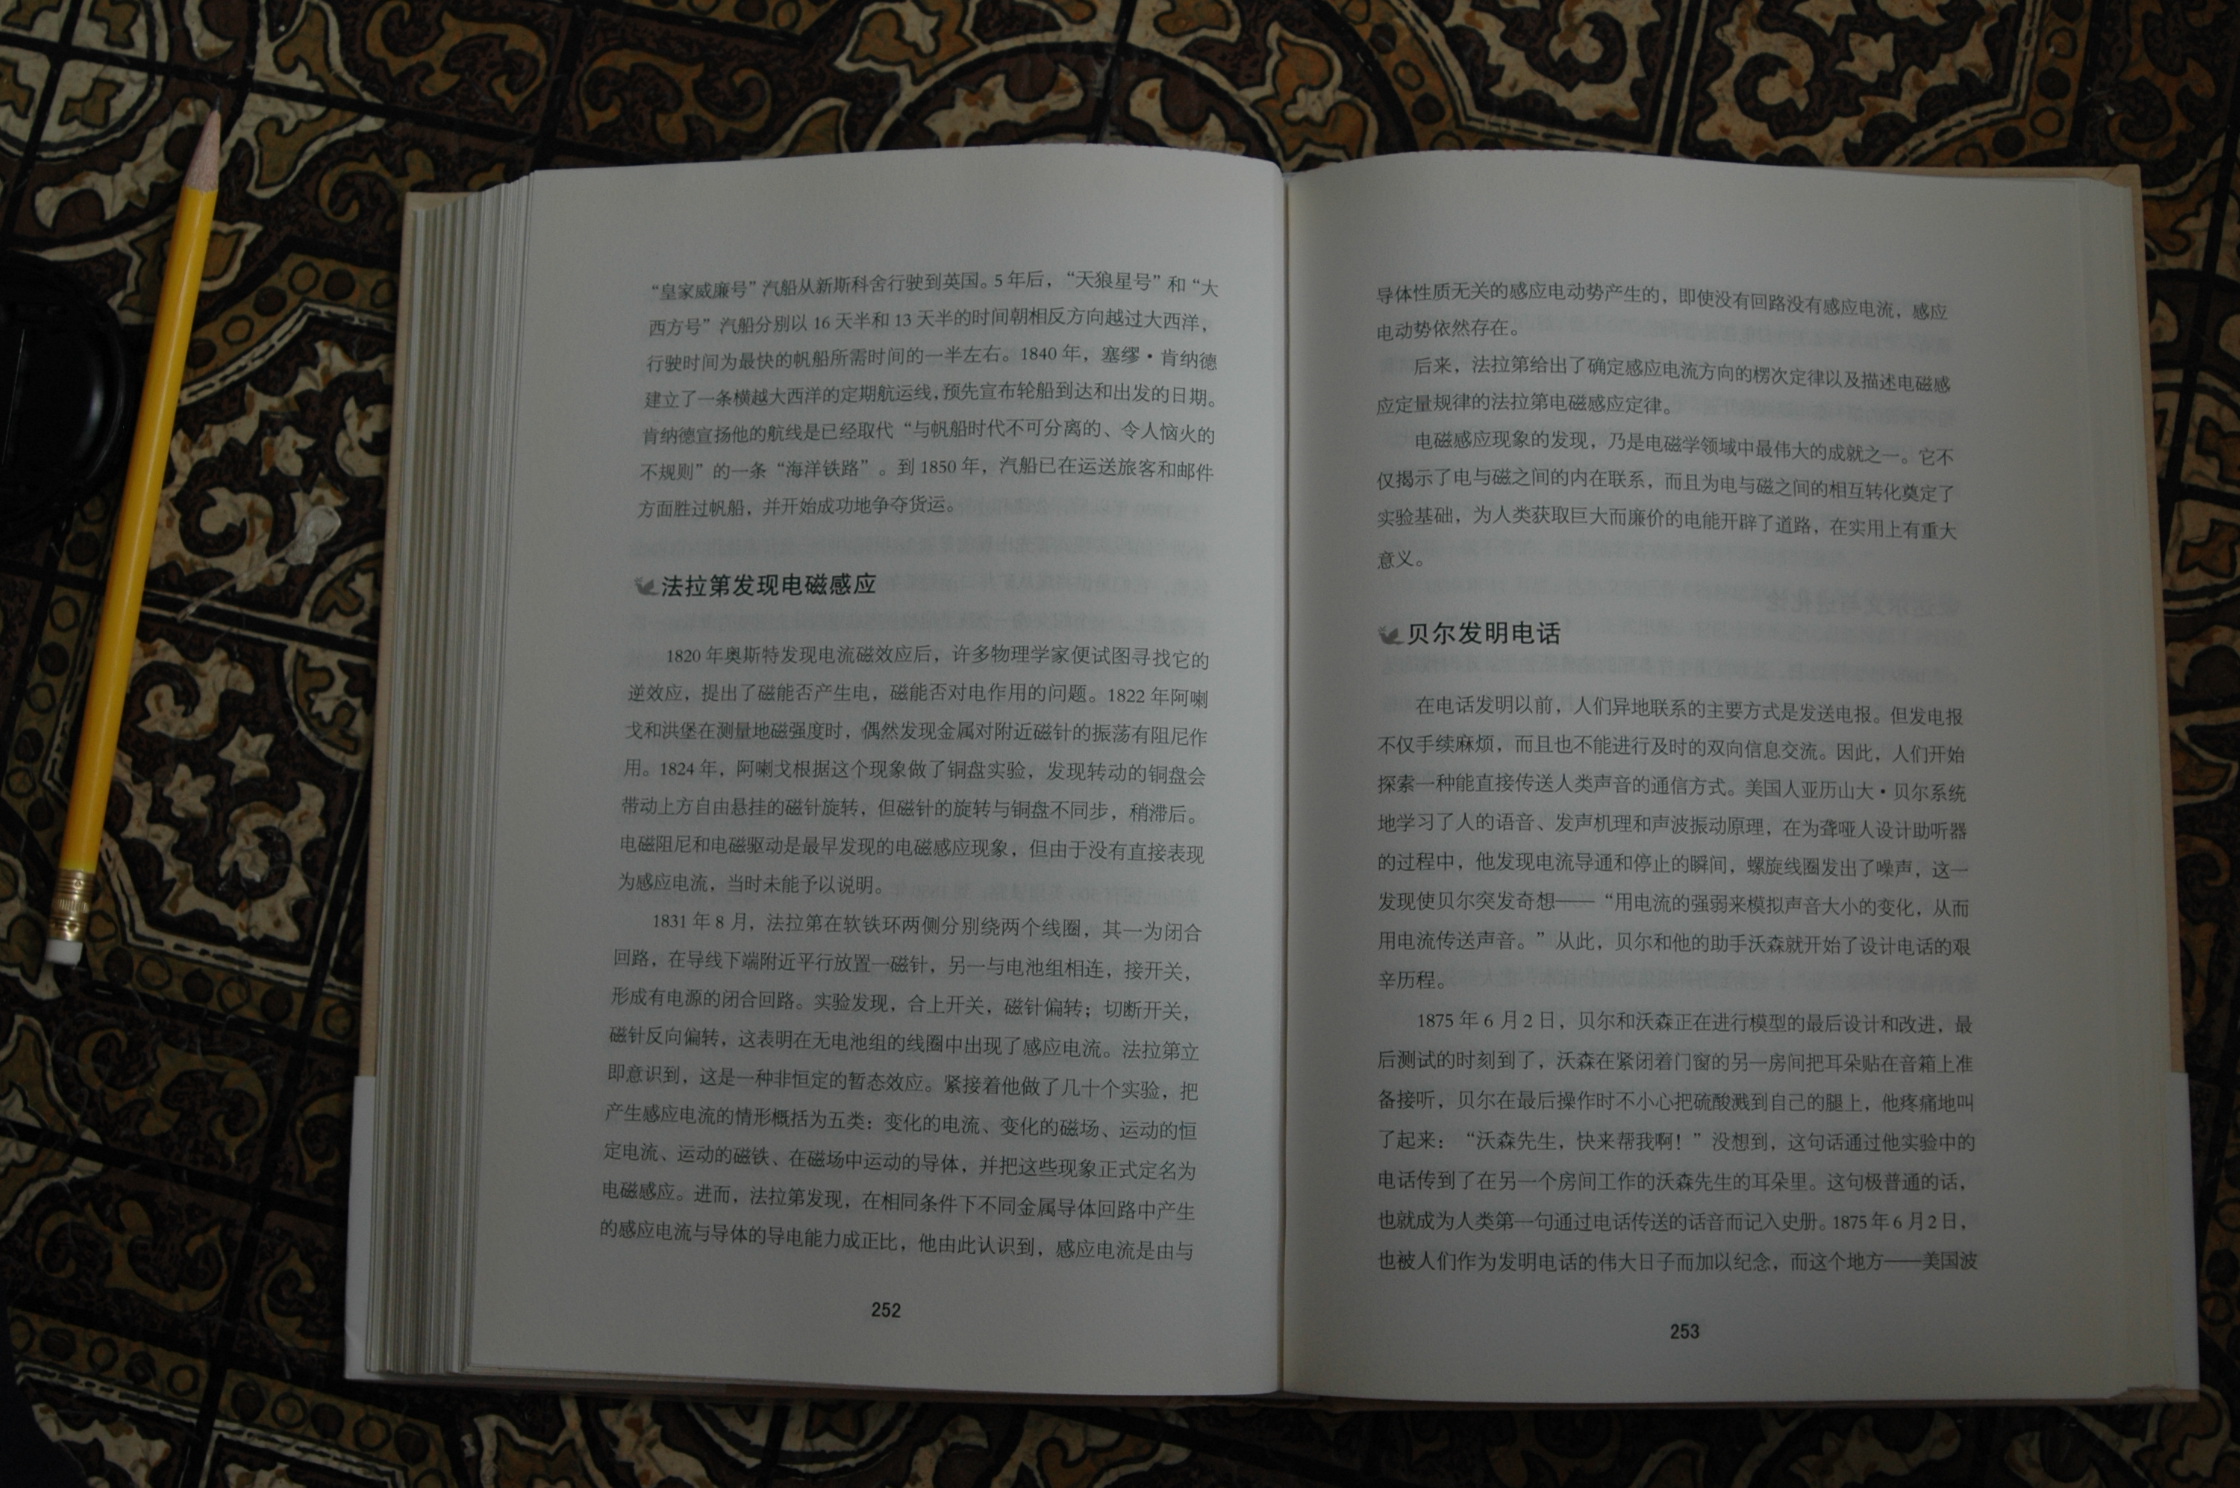 “皇家威廉号”汽船从新斯科舍行驶到英国。5年后，“天狼星号”和“大
西方号”汽船分别以16天半和13天半的时间朝相反方向越过大西洋，
行驶时间为最快的帆船所需时间的一半左右。1840年，塞缪·肯纳德
建立了一条横越大西洋的定期航运线，预先宣布轮船到达和出发的日期。
肯纳德宣扬他的航线是已经取代“与帆船时代不可分离的、令人恼火的
不规则”的一条“海洋铁路”。到1850年，汽船已在运送旅客和邮件
方面胜过帆船，并开始成功地争夺货运。
法拉第发现电磁感应
1820年奥斯特发现电流磁效应后，许多物理学家便试图寻找它的
逆效应，提出了磁能否产生电，磁能否对电作用的问题。1822年阿喇
戈和洪堡在测量地磁强度时，偶然发现金属对附近磁针的振荡有阻尼作
用。1824年，阿喇戈根据这个现象做了铜盘实验，发现转动的铜盘会
带动上方自由悬挂的磁针旋转，但磁针的旋转与铜盘不同步，稍滞后。
电磁阻尼和电磁驱动是最早发现的电磁感应现象，但由于没有直接表现
为感应电流，当时未能予以说明。
1831年8月，法拉第在软铁环两侧分别绕两个线圈，其一为闭合
回路，在导线下端附近平行放置一磁针，另一与电池组相连，接开关，
形成有电源的闭合回路。实验发现，合上开关，磁针偏转；切断开关，
磁针反向偏转，这表明在无电池组的线圈中出现了感应电流。法拉第立
即意识到，这是一种非恒定的暂态效应。紧接着他做了几十个实验，把
产生感应电流的情形概括为五类：变化的电流、变化的磁场、运动的恒
定电流、运动的磁铁、在磁场中运动的导体，并把这些现象正式定名为
电磁感应。进而，法拉第发现，在相同条件下不同金属导体回路中产生
的感应电流与导体的导电能力成正比，他由此认识到，感应电流是由与
252
导体性质无关的感应电动势产生的，即使没有回路没有感应电流，感应
电动势依然存在。
后来，法拉第给出了确定感应电流方向的楞次定律以及描述电磁感
应定量规律的法拉第电磁感应定律。
电磁感应现象的发现，乃是电磁学领域中最伟大的成就之一。它不
仅揭示了电与磁之间的内在联系，而且为电与磁之间的相互转化奠定了
实验基础，为人类获取巨大而廉价的电能开辟了道路，在实用上有重大
意义。
贝尔发明电话
在电话发明以前，人们异地联系的主要方式是发送电报。但发电报
不仅手续麻烦，而且也不能进行及时的双向信息交流。因此，人们开始
探索一种能直接传送人类声音的通信方式。美国人亚历山大·贝尔系统
地学习了人的语音、发声机理和声波振动原理，在为聋哑人设计助听器
的过程中，他发现电流导通和停止的瞬间，螺旋线圈发出了噪声，这一
发现使贝尔突发奇想——“用电流的强弱来模拟声音大小的变化，从而
用电流传送声音。”从此，贝尔和他的助手沃森就开始了设计电话的艰
辛历程。
1875年6月2日，贝尔和沃森正在进行模型的最后设计和改进，最
后测试的时刻到了，沃森在紧闭着门窗的另一房间把耳朵贴在音箱上准
备接听，贝尔在最后操作时不小心把硫酸溅到自己的腿上，他疼痛地叫
了起来：“沃森先生，快来帮我啊！”没想到，这句话通过他实验中的
电话传到了在另一个房间工作的沃森先生的耳朵里。这句极普通的话，
也就成为人类第一句通过电话传送的话音而记入史册。1875年6月2日，
也被人们作为发明电话的伟大日子而加以纪念，而这个地方——美国波
253